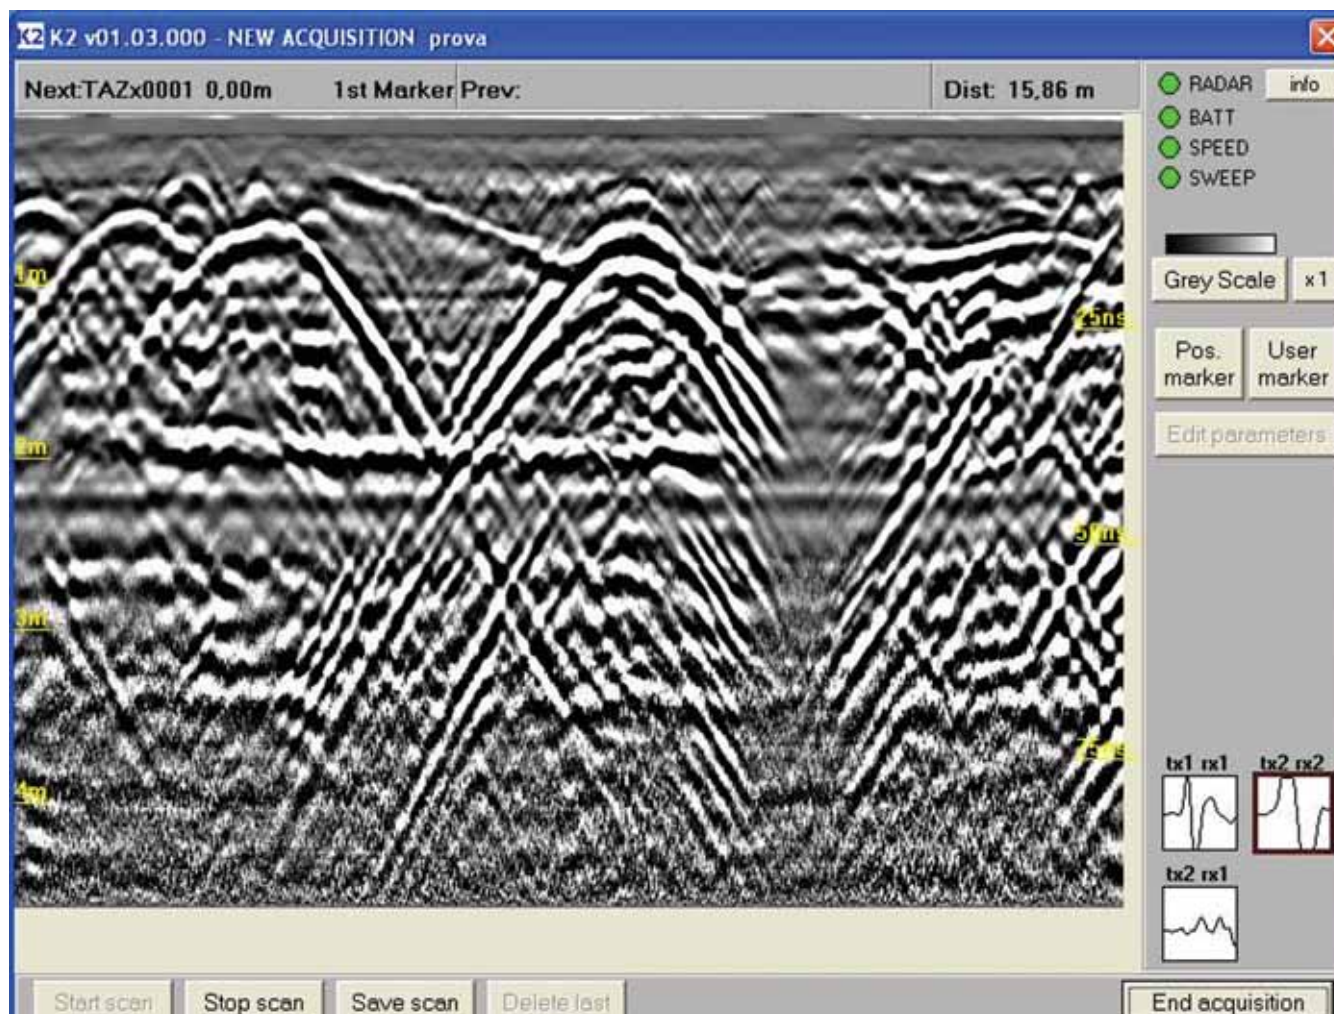 K2 K2 v01.03.000 - NEW ACQUISITION prova
Next:TAZx0001 0,00m 1st Marker Prev: Dist: 15,86 m
RADAR info
BATT
SPEED
SWEEP
Grey Scale x1
Pos. marker User marker
Edit parameters
1m
25ns
2m
50ns
3m
75ns
4m
tx1 rx1 tx2 rx2
tx2 rx1
Start scan Stop scan Save scan Delete last End acquisition